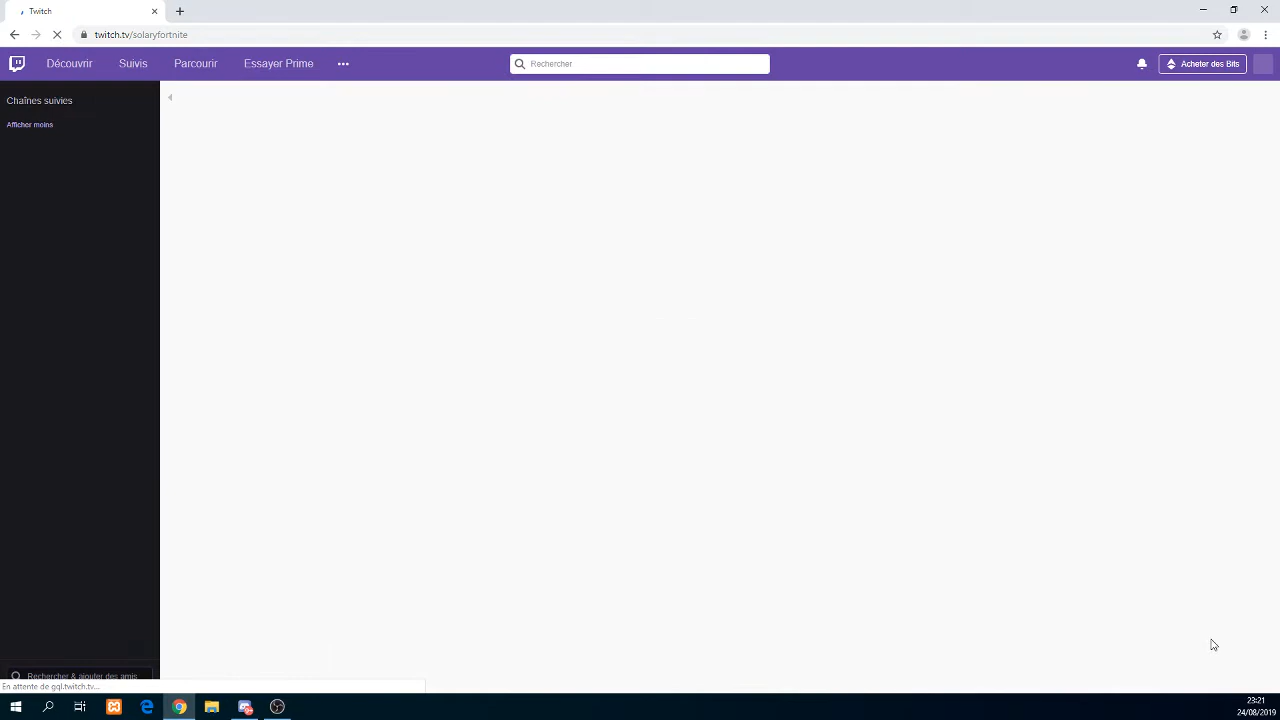 Twitch
twitch.tv/solaryfortnite
Découvrir
Suivis
Parcourir
Essayer Prime
Rechercher
Acheter des Bits
Chaînes suivies
Afficher moins
Rechercher & ajouter des amis
En attente de gql.twitch.tv...
23:21
24/08/2019